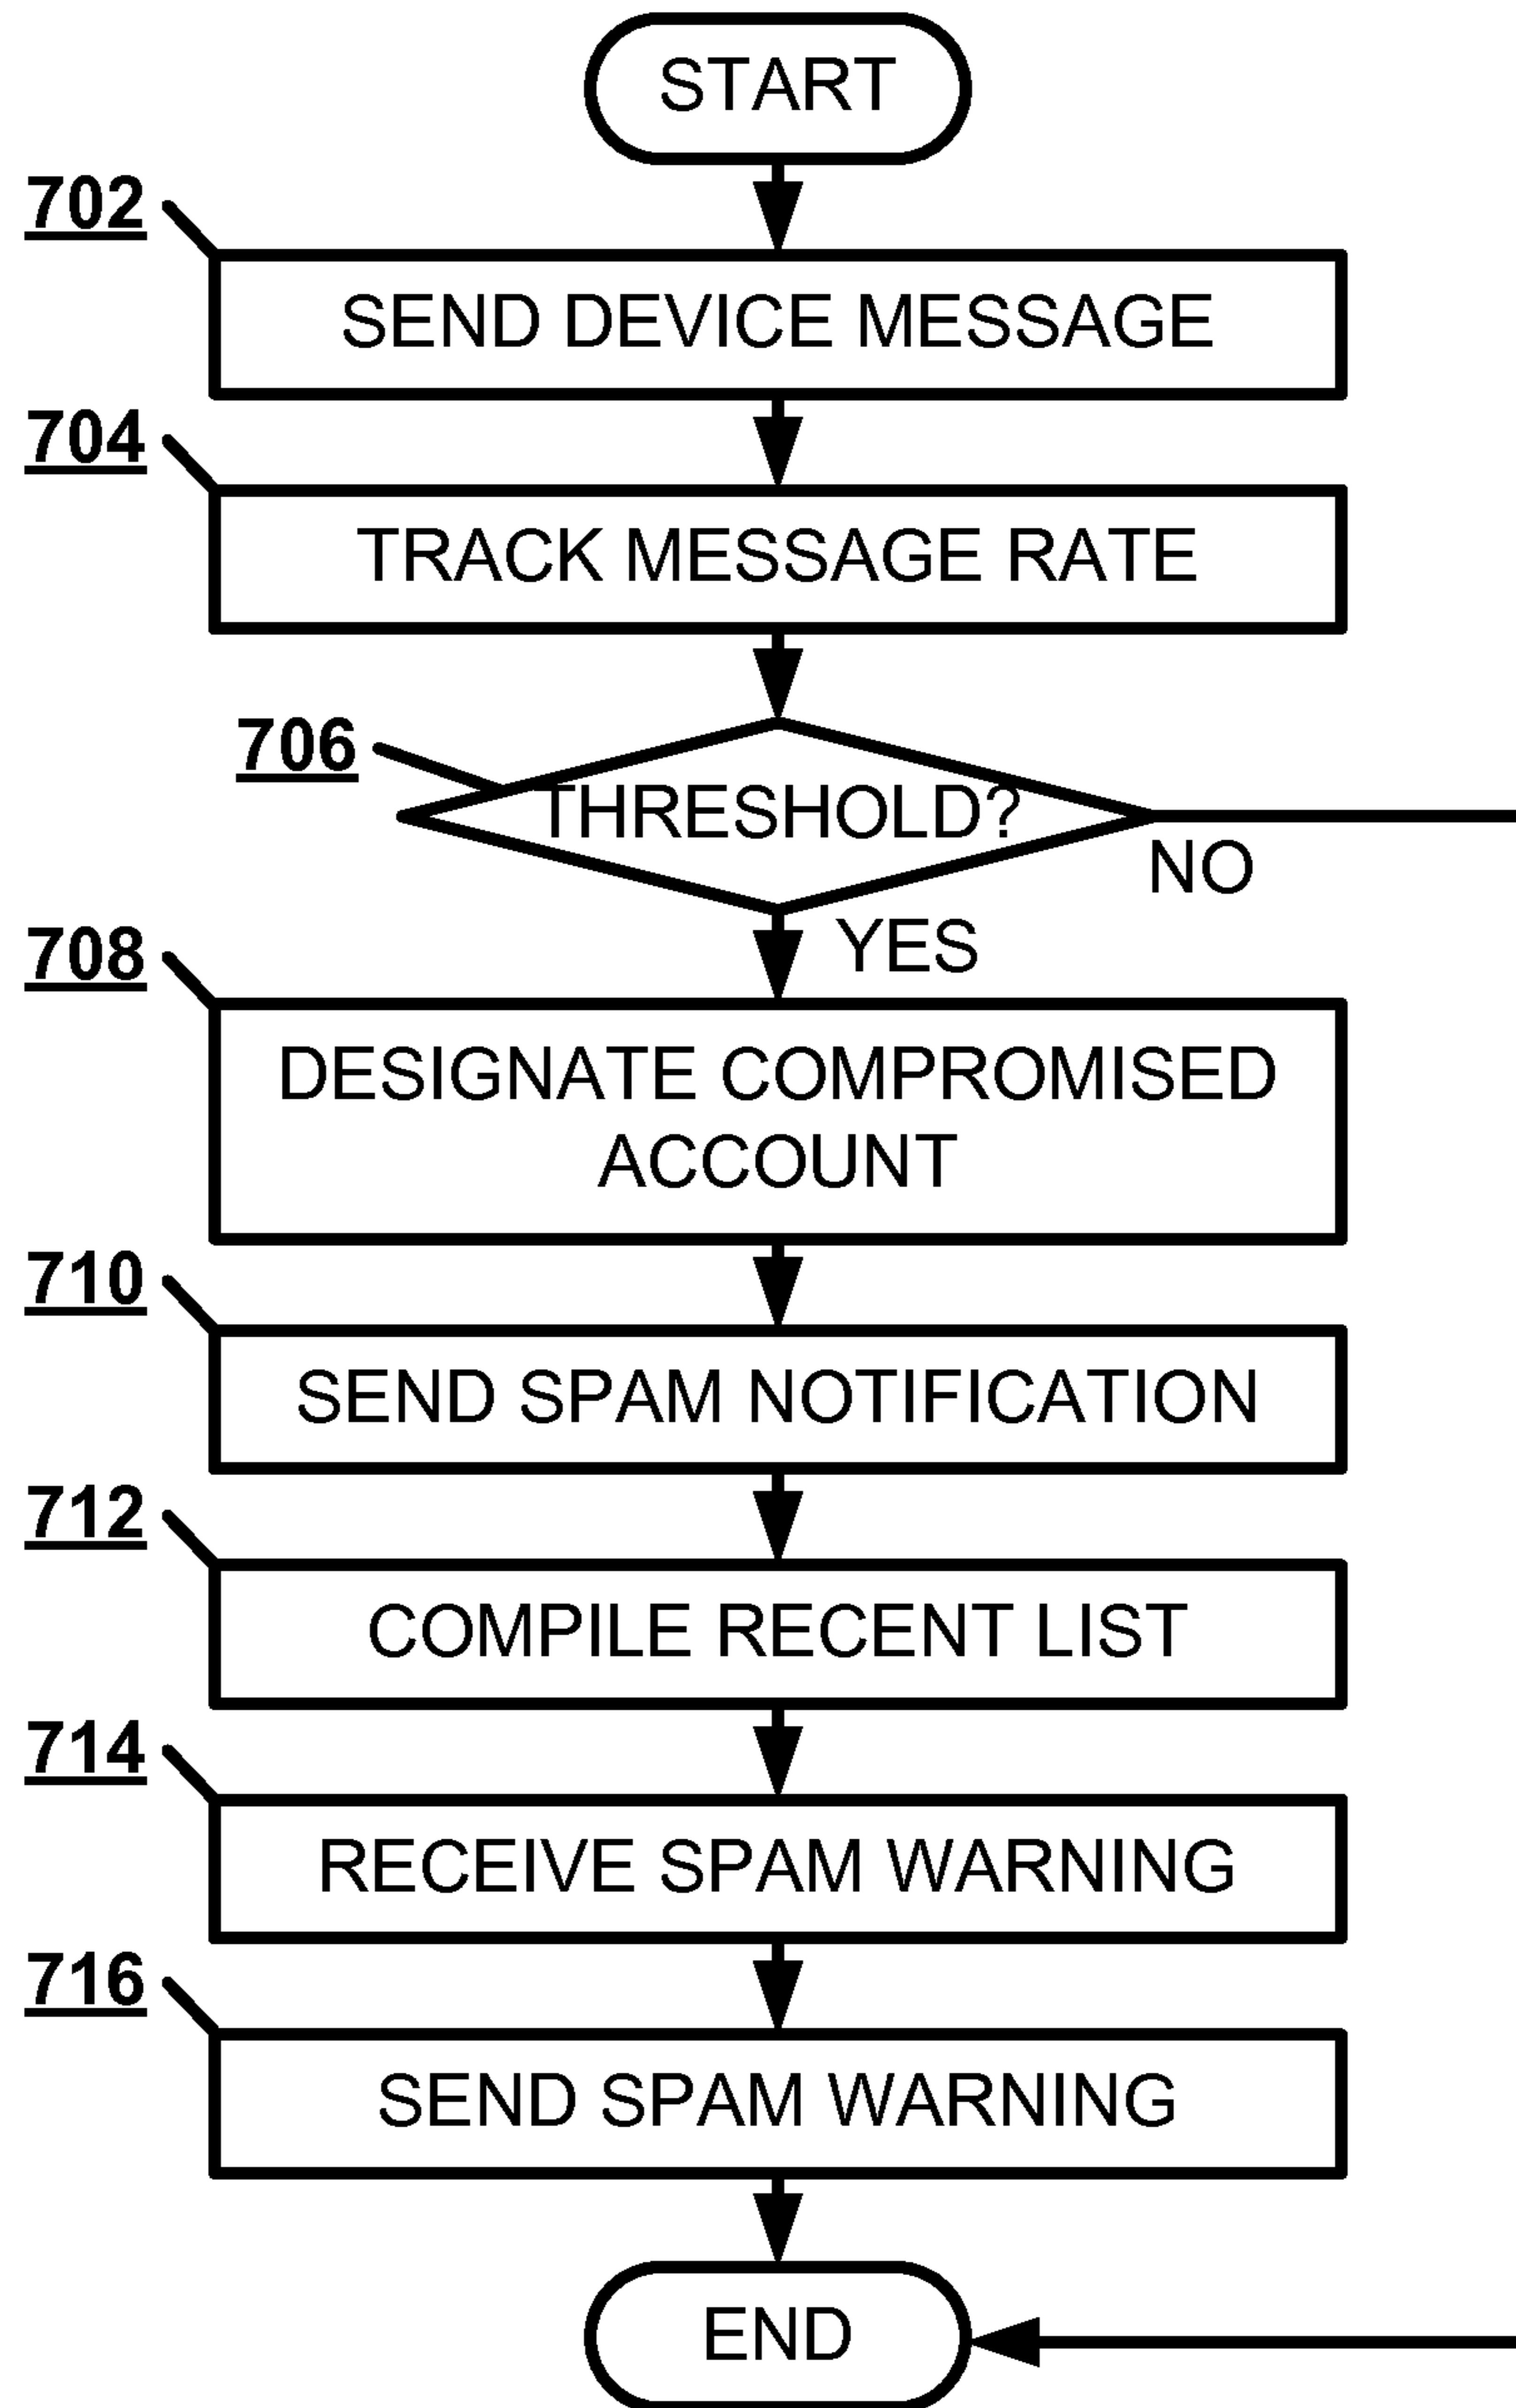 START
702
SEND DEVICE MESSAGE
704
TRACK MESSAGE RATE
706
THRESHOLD?
NO
YES
708
DESIGNATE COMPROMISED
ACCOUNT
710
SEND SPAM NOTIFICATION
712
COMPILE RECENT LIST
714
RECEIVE SPAM WARNING
716
SEND SPAM WARNING
END